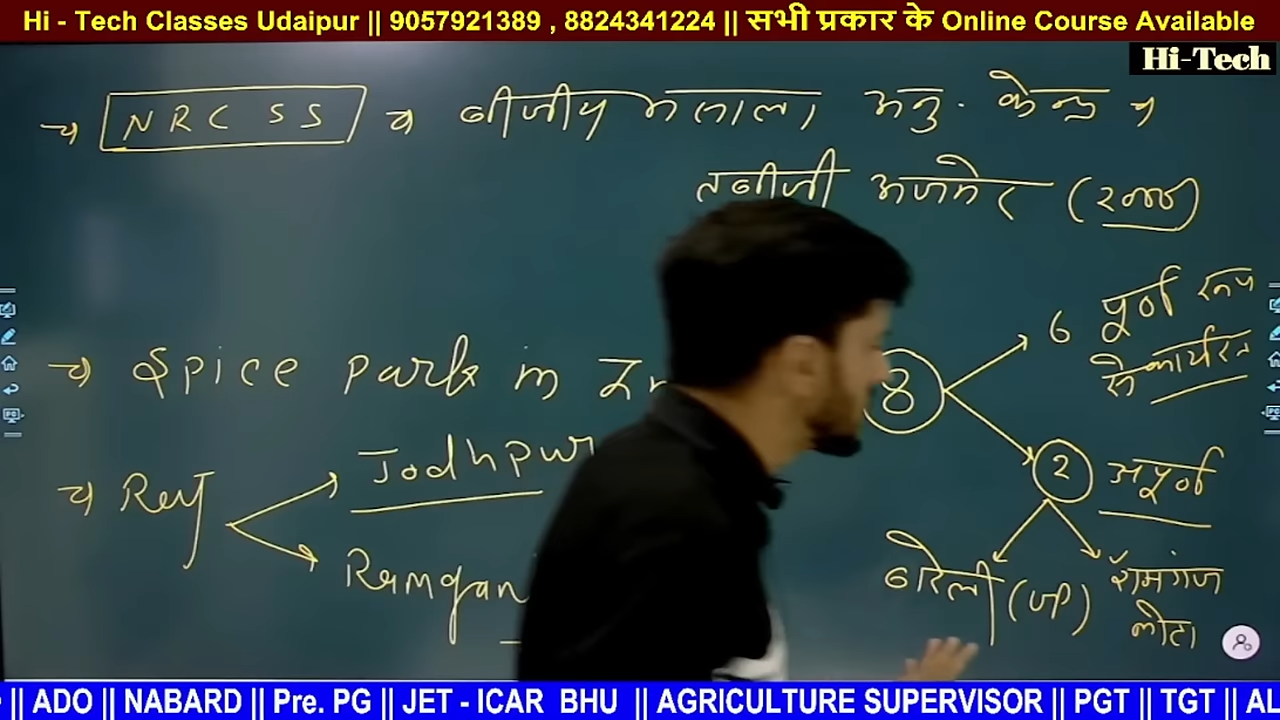 Hi - Tech Classes Udaipur || 9057921389 , 8824341224 || सभी प्रकार के Online Course Available
Hi-Tech
→ NRC SS → बीजीय मसाला अनु. केन्द्र →
तबीजी अजमेर (2000)
→ Spice park in In 8
6 पूर्ण रूप
से कार्यरत
2 अपूर्ण
→ Raj
Jodhpur
Ramgan
बरेली (UP)
रामगंज
कोटा
|| ADO || NABARD || Pre. PG || JET - ICAR BHU || AGRICULTURE SUPERVISOR || PGT || TGT || AL